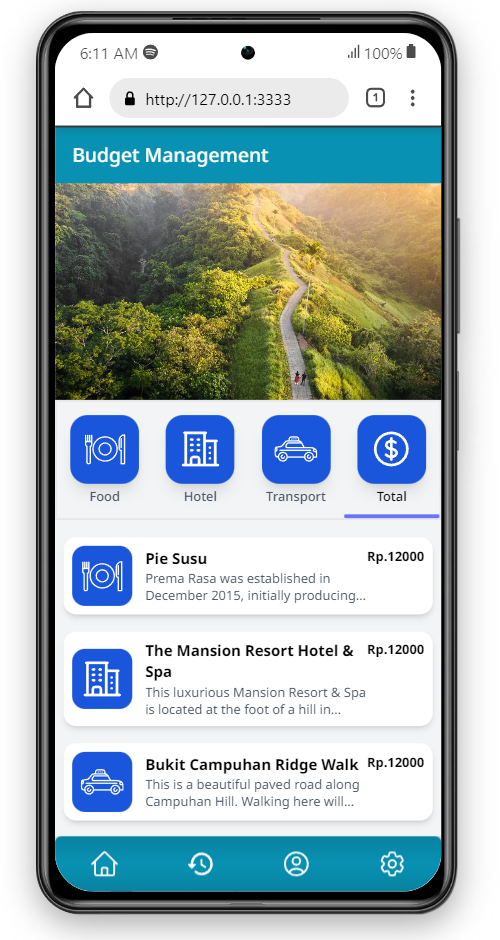 6:11 AM 100%
http://127.0.0.1:3333 1
Budget Management
Food Hotel Transport Total
Pie Susu Rp.12000
Prema Rasa was established in
December 2015, initially producing...
The Mansion Resort Hotel & Rp.12000
Spa
This luxurious Mansion Resort & Spa
is located at the foot of a hill in...
Bukit Campuhan Ridge Walk Rp.12000
This is a beautiful paved road along
Campuhan Hill. Walking here will...